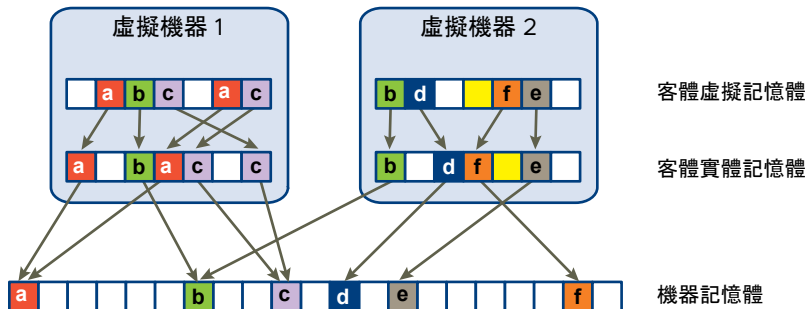 虛擬機器 1 虛擬機器 2
a b c a c b d f e 客體虛擬記憶體
a b a c c b d f e 客體實體記憶體
a b c d e f 機器記憶體